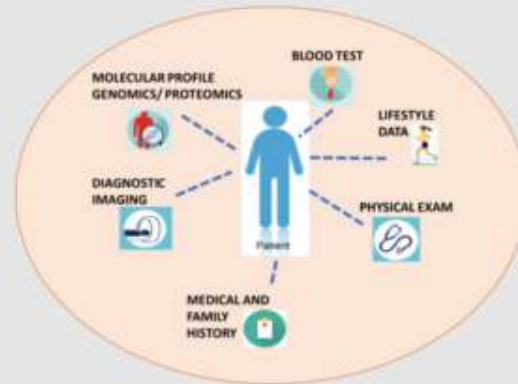 BLOOD TEST
MOLECULAR PROFILE
GENOMICS/ PROTEOMICS
LIFESTYLE
DATA
DIAGNOSTIC
IMAGING
PHYSICAL EXAM
Patient
MEDICAL AND
FAMILY
HISTORY